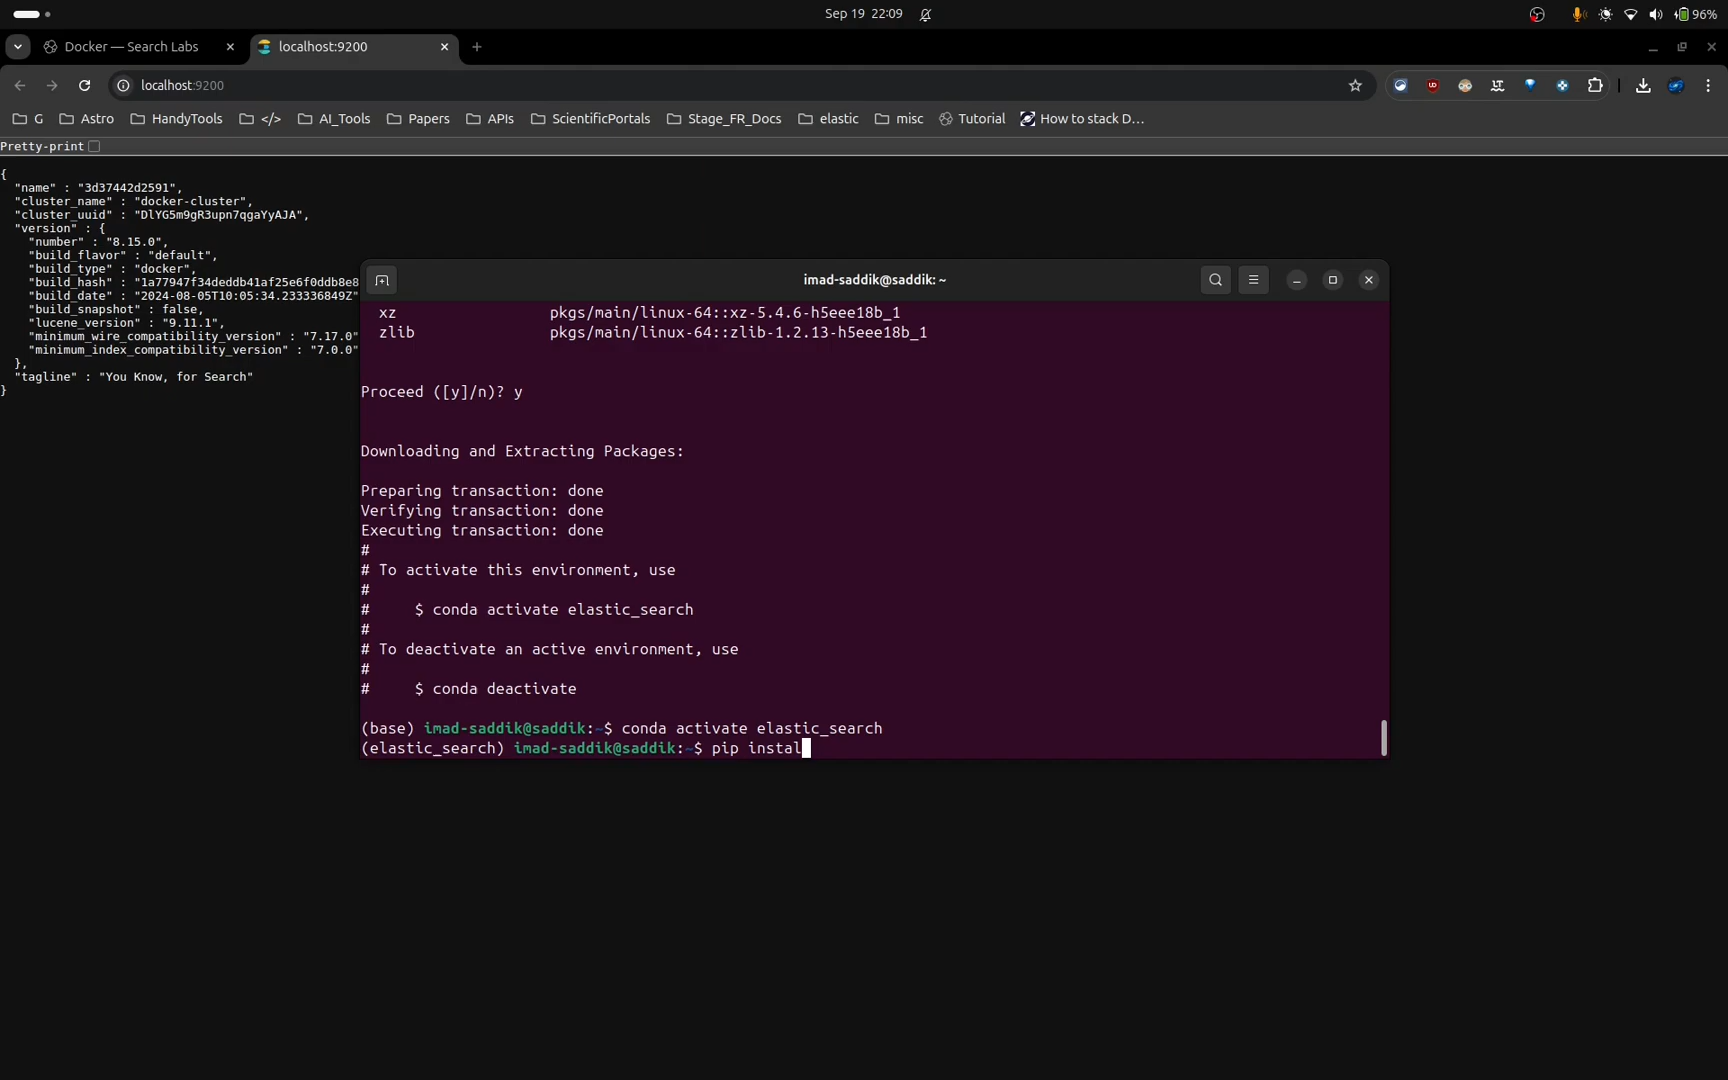 Sep 19 22:09
96%
Docker — Search Labs
localhost:9200
localhost:9200
G
Astro
HandyTools
</>
AI_Tools
Papers
APIs
ScientificPortals
Stage_FR_Docs
elastic
misc
Tutorial
How to stack D…
Pretty-print
{
"name" : "3d37442d2591",
"cluster_name" : "docker-cluster",
"cluster_uuid" : "DlYG5m9gR3upn7qgaYyAJA",
"version" : {
"number" : "8.15.0",
"build_flavor" : "default",
"build_type" : "docker",
"build_hash" : "1a77947f34deddb41af25e6f0ddb8e8
"build_date" : "2024-08-05T10:05:34.233336849Z"
"build_snapshot" : false,
"lucene_version" : "9.11.1",
"minimum_wire_compatibility_version" : "7.17.0"
"minimum_index_compatibility_version" : "7.0.0"
},
"tagline" : "You Know, for Search"
}
imad-saddik@saddik: ~
xz pkgs/main/linux-64::xz-5.4.6-h5eee18b_1
zlib pkgs/main/linux-64::zlib-1.2.13-h5eee18b_1
Proceed ([y]/n)? y
Downloading and Extracting Packages:
Preparing transaction: done
Verifying transaction: done
Executing transaction: done
#
# To activate this environment, use
#
# $ conda activate elastic_search
#
# To deactivate an active environment, use
#
# $ conda deactivate
(base) imad-saddik@saddik:~$ conda activate elastic_search
(elastic_search) imad-saddik@saddik:~$ pip instal